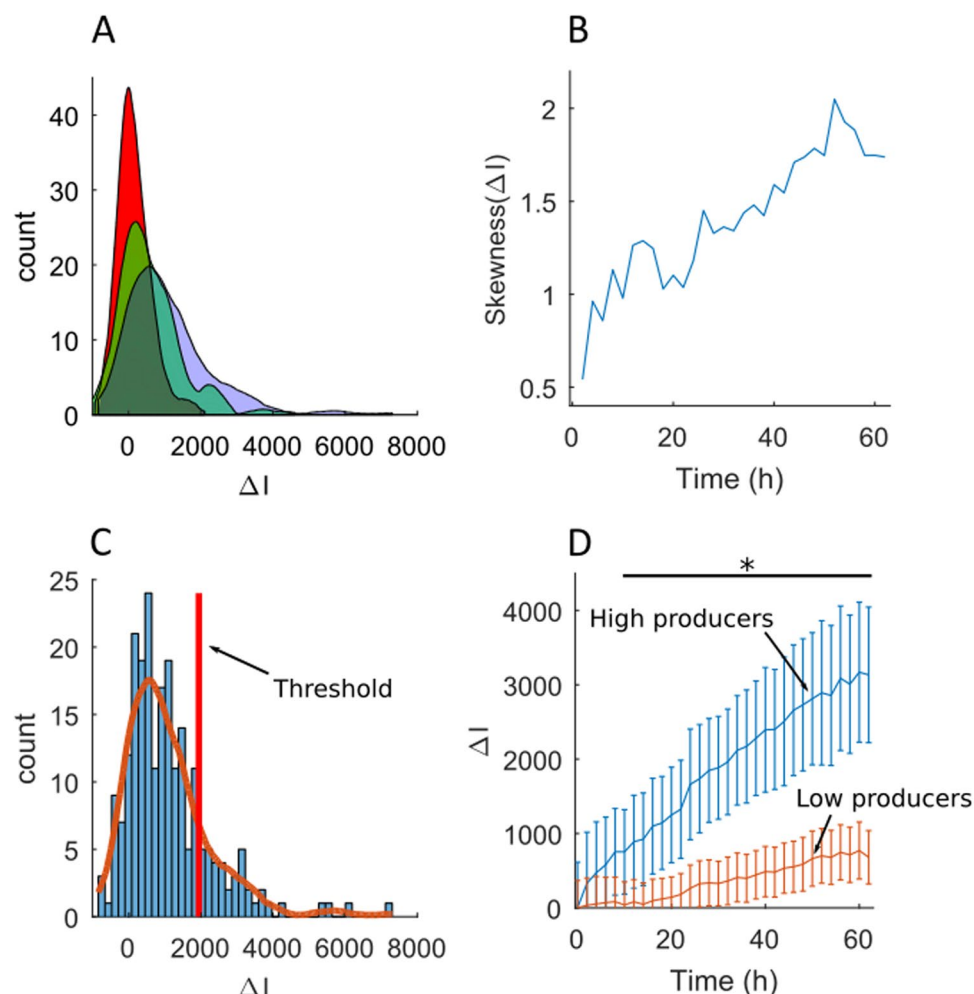 A
count
40
30
20
10
0
0 2000 4000 6000 8000
ΔI
B
Skewness(ΔI)
2
1.5
1
0.5
0 20 40 60
Time (h)
C
count
25
20
15
10
5
0
Threshold
0 2000 4000 6000 8000
ΔI
D
*
ΔI
4000
3000
2000
1000
0
High producers
Low producers
0 20 40 60
Time (h)